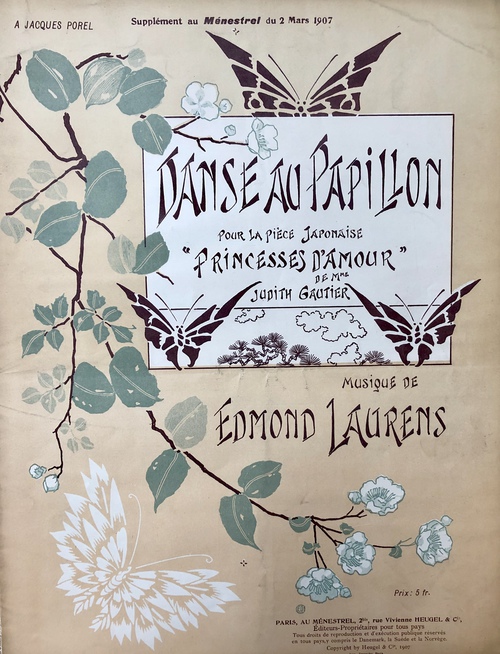 A JACQUES POREL
Supplément au Ménestrel du 2 Mars 1907
DANSE AU PAPILLON
POUR LA PIÈCE JAPONAISE
"PRINCESSES D'AMOUR"
DE Mme
JUDITH GAUTIER
MUSIQUE DE
EDMOND LAURENS
Prix: 5 fr.
PARIS, AU MÉNESTREL, 2bis, rue Vivienne HEUGEL & Cie,
Éditeurs-Propriétaires pour tous pays
Tous droits de reproduction et d'exécution publique réservés
en tous pays, y compris le Danemark, la Suède et la Norvège.
Copyright by Heugel & Cie, 1907